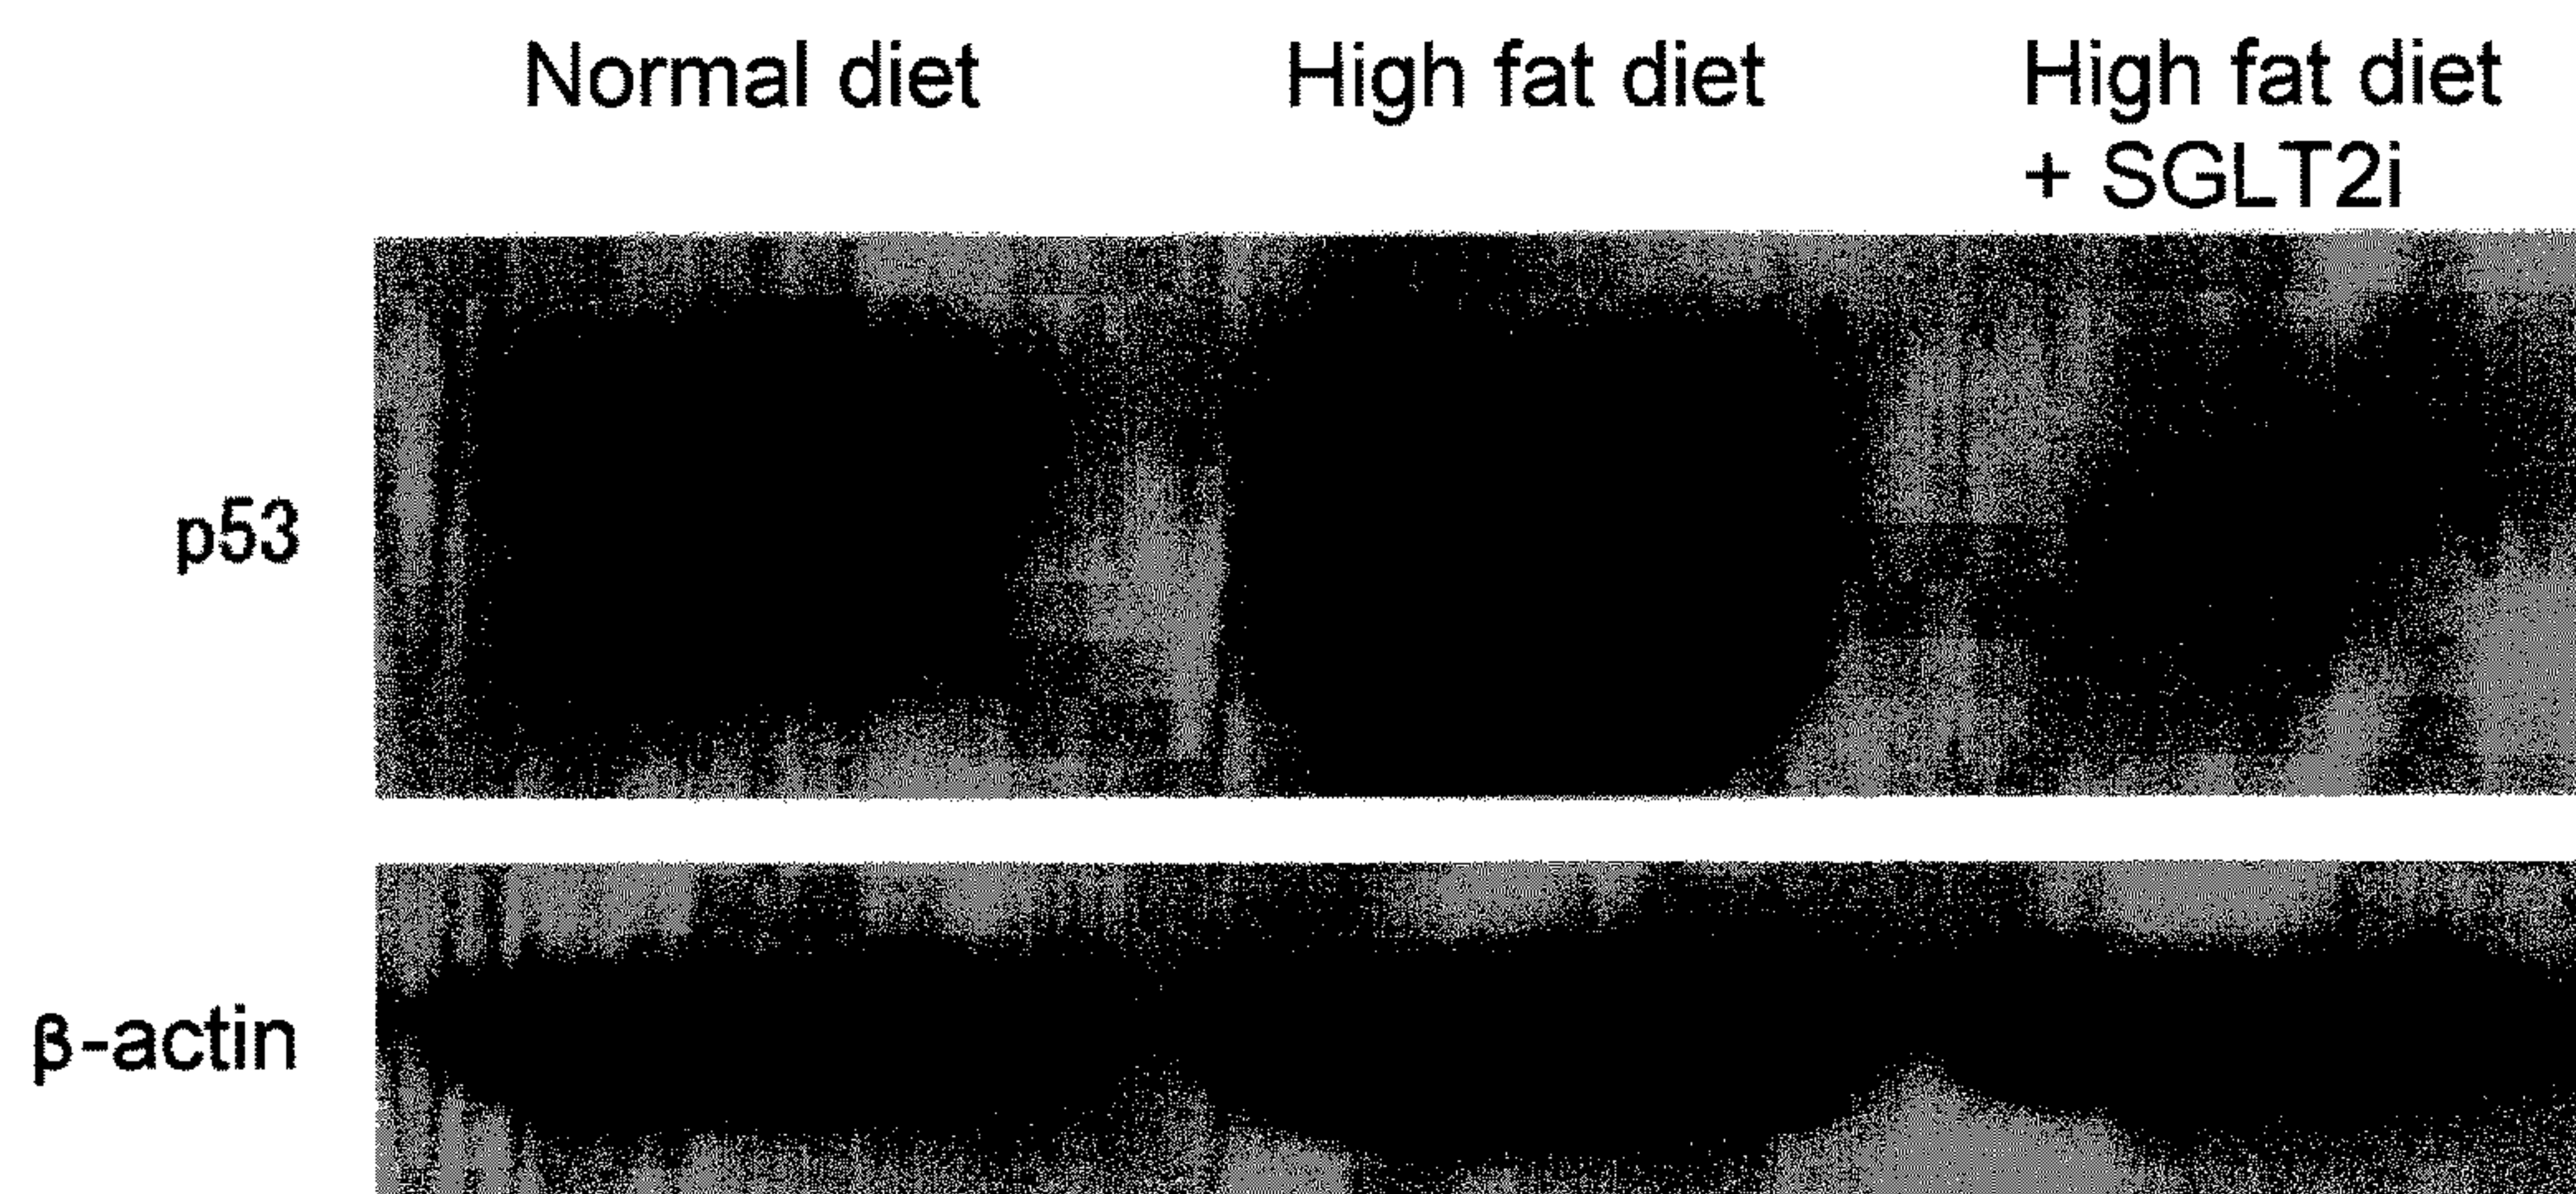 Normal diet
High fat diet
High fat diet
+ SGLT2i
p53
β-actin